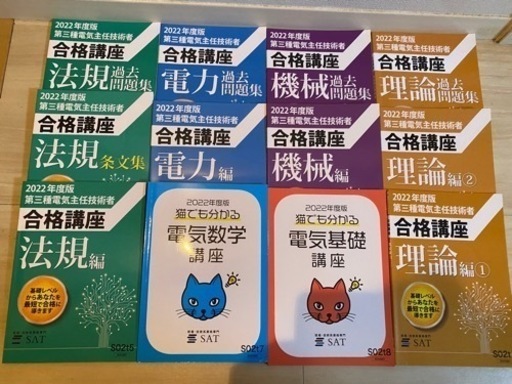 2022年度版
第三種電気主任技術者
合格講座
法規過去問題集
2022年度版
第三種電気主任技術者
合格講座
電力過去問題集
2022年度版
第三種電気主任技術者
合格講座
機械過去問題集
2022年度版
第三種電気主任技術者
合格講座
理論過去問題集
2022年度版
第三種電気主任技術者
合格講座
法規条文集
2022年度版
第三種電気主任技術者
合格講座
電力編
2022年度版
第三種電気主任技術者
合格講座
機械編
2022年度版
第三種電気主任技術者
合格講座
理論編②
2022年度版
第三種電気主任技術者
合格講座
法規編
基礎レベル
からあなたを
最短で合格に
導きます
SAT
S02t5
2022年度版
猫でも分かる
電気数学
講座
SAT
S02t7
2022年度版
猫でも分かる
電気基礎
講座
SAT
S02t8
2022年度版
第三種電気主任技術者
合格講座
理論編①
基礎レベル
からあなたを
最短で合格に
導きます
SAT
S02t